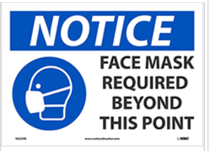 NOTICE
FACE MASK
REQUIRED
BEYOND
THIS POINT